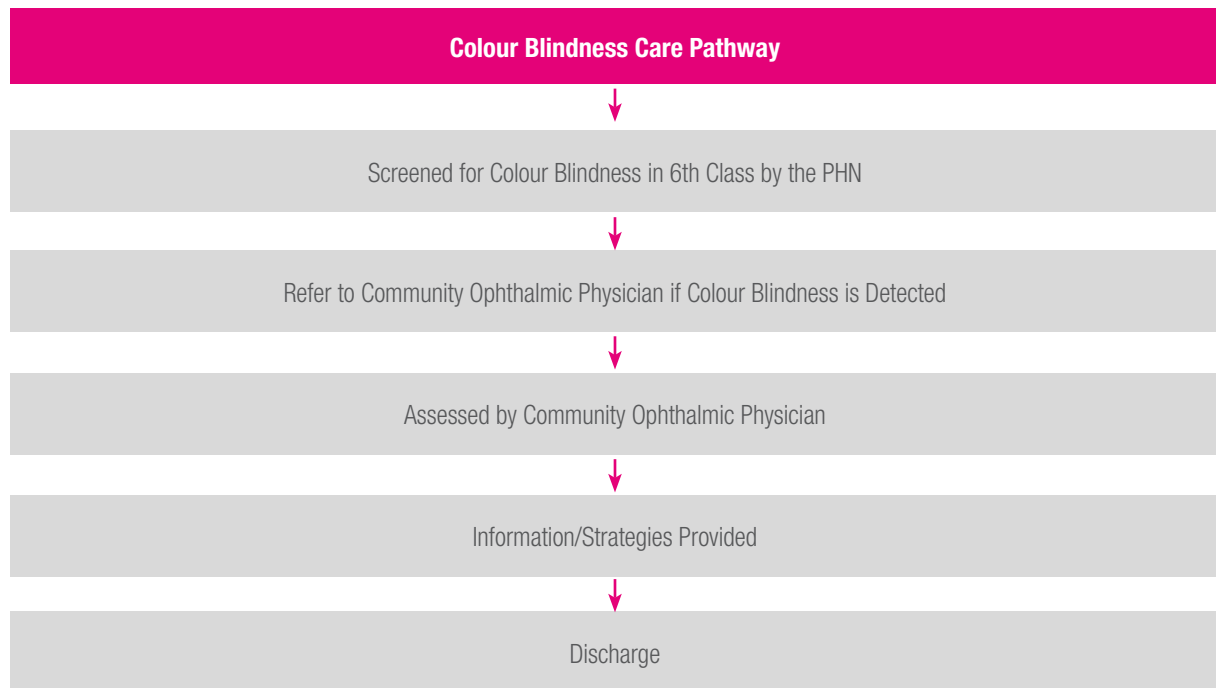 Colour Blindness Care Pathway
Screened for Colour Blindness in 6th Class by the PHN
Refer to Community Ophthalmic Physician if Colour Blindness is Detected
Assessed by Community Ophthalmic Physician
Information/Strategies Provided
Discharge